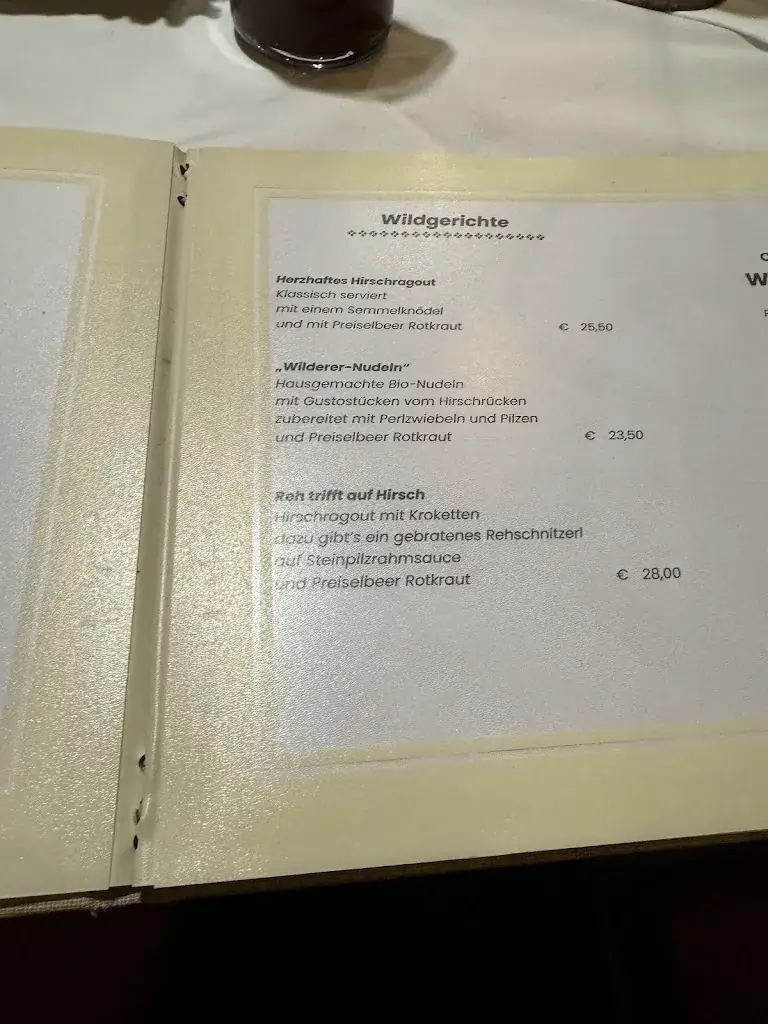 Wildgerichte
Herzhaftes Hirschragout
Klassisch serviert
mit einem Semmelknödel
und mit Preiselbeer Rotkraut € 25,50
„Wilderer-Nudeln“
Hausgemachte Bio-Nudeln
mit Gustostücken vom Hirschrücken
zubereitet mit Perlzwiebeln und Pilzen
und Preiselbeer Rotkraut € 23,50
Reh trifft auf Hirsch
Hirschragout mit Kroketten
dazu gibt's ein gebratenes Rehschnitzerl
auf Steinpilzrahmsauce
und Preiselbeer Rotkraut € 28,00